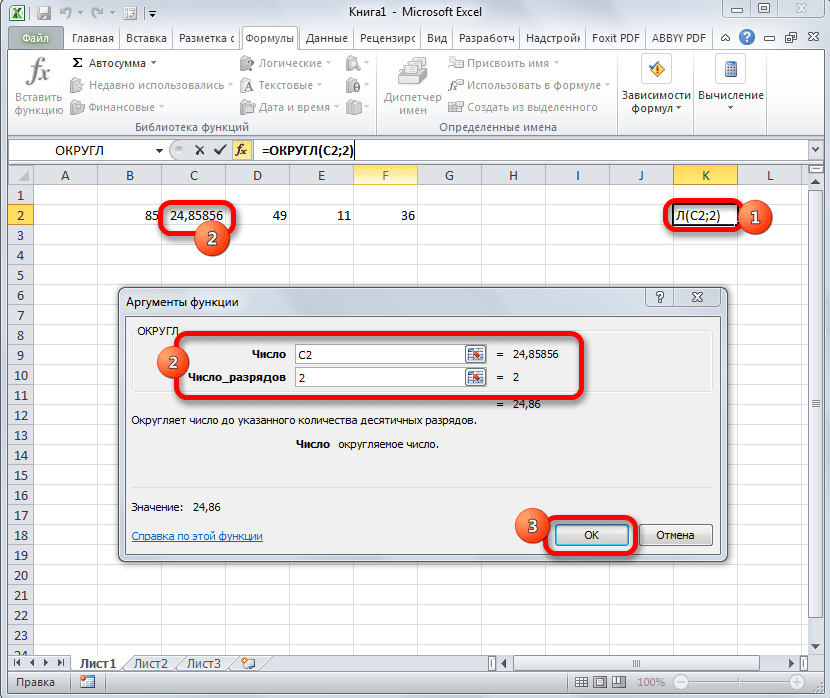 Книга1 - Microsoft Excel
Файл Главная Вставка Разметка с Формулы Данные Рецензирс Вид Разработч Надстройк Foxit PDF ABBYY PDF
Вставить функцию
Σ Автосумма
Недавно использовались
Финансовые
Логические
Текстовые
Дата и время
Библиотека функций
Диспетчер имен
Присвоить имя
Использовать в формуле
Создать из выделенного
Определенные имена
Зависимости формул
Вычисление
ОКРУГЛ fx =ОКРУГЛ(C2;2)
A B C D E F G H I J K L
1
2 85 24,85856 49 11 36 Л(C2;2) 1
2
3
4
5
6
7
8
9
10
11
12
13
14
15
16
17
18
19
20
21
22
23
24
Аргументы функции
ОКРУГЛ
2
Число C2 = 24,85856
Число_разрядов 2 = 2
= 24,86
Округляет число до указанного количества десятичных разрядов.
Число округляемое число.
Значение: 24,86
Справка по этой функции
3 ОК Отмена
Лист1 Лист2 Лист3
Правка 100%